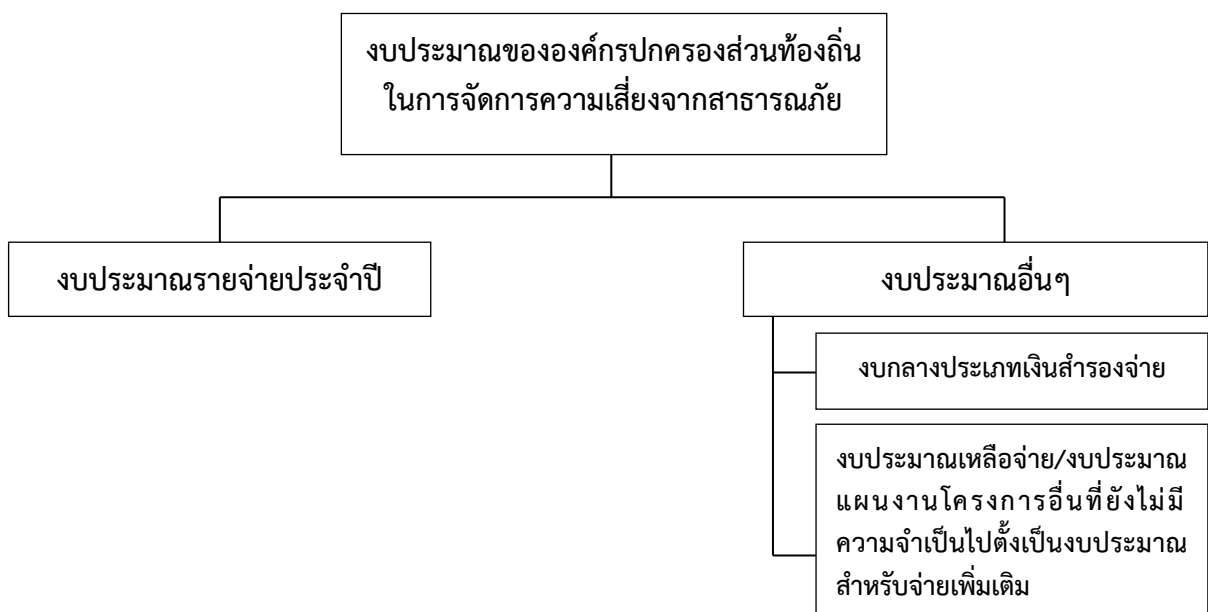 งบประมาณขององค์กรปกครองส่วนท้องถิ่น
ในการจัดการความเสี่ยงจากสาธารณภัย
งบประมาณรายจ่ายประจำปี
งบประมาณอื่นๆ
งบกลางประเภทเงินสำรองจ่าย
งบประมาณเหลือจ่าย/งบประมาณ
แผนงานโครงการอื่นที่ยังไม่มี
ความจำเป็นไปตั้งเป็นงบประมาณ
สำหรับจ่ายเพิ่มเติม